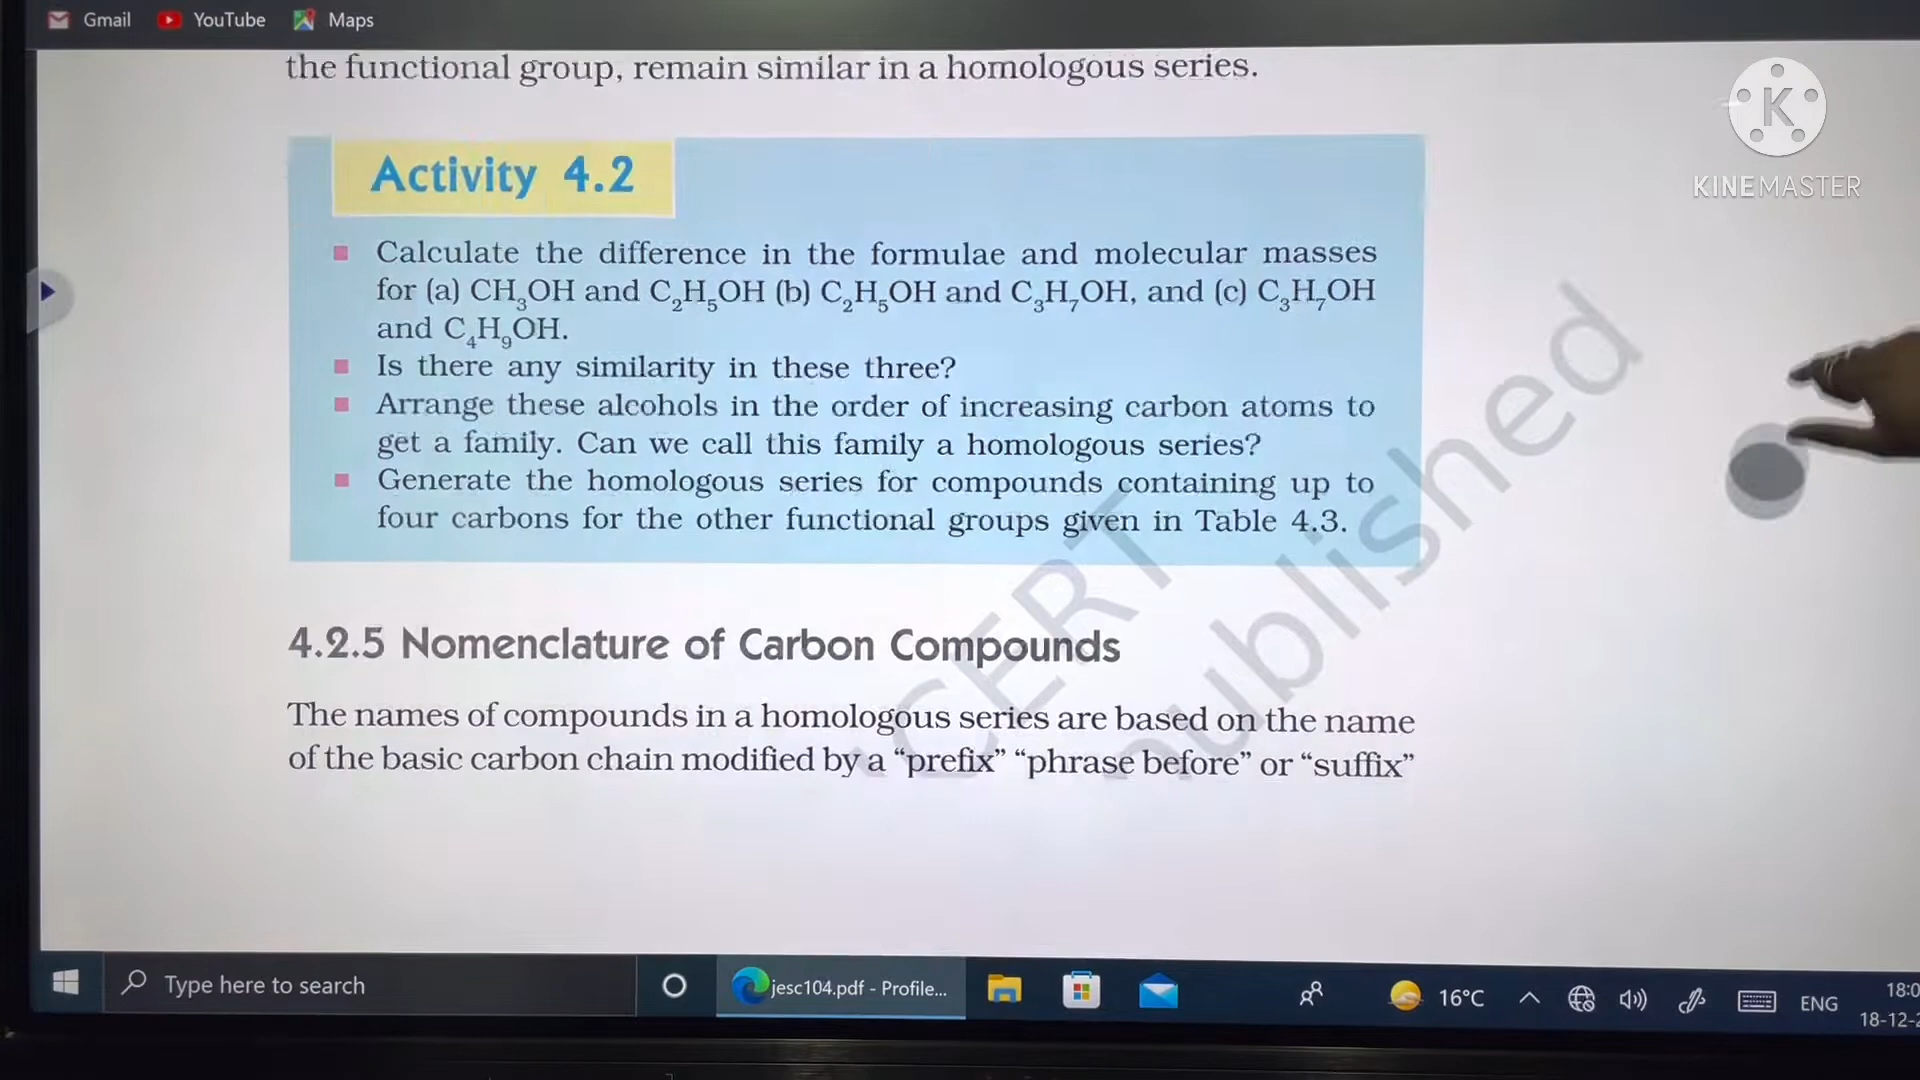 Gmail YouTube Maps
the functional group, remain similar in a homologous series.
KINEMASTER
Activity 4.2
Calculate the difference in the formulae and molecular masses
for (a) CH₃OH and C₂H₅OH (b) C₂H₅OH and C₃H₇OH, and (c) C₃H₇OH
and C₄H₉OH.
Is there any similarity in these three?
Arrange these alcohols in the order of increasing carbon atoms to
get a family. Can we call this family a homologous series?
Generate the homologous series for compounds containing up to
four carbons for the other functional groups given in Table 4.3.
4.2.5 Nomenclature of Carbon Compounds
The names of compounds in a homologous series are based on the name
of the basic carbon chain modified by a “prefix” “phrase before” or “suffix”
Type here to search
jesc104.pdf - Profile...
16°C
ENG
18:0
18-12-